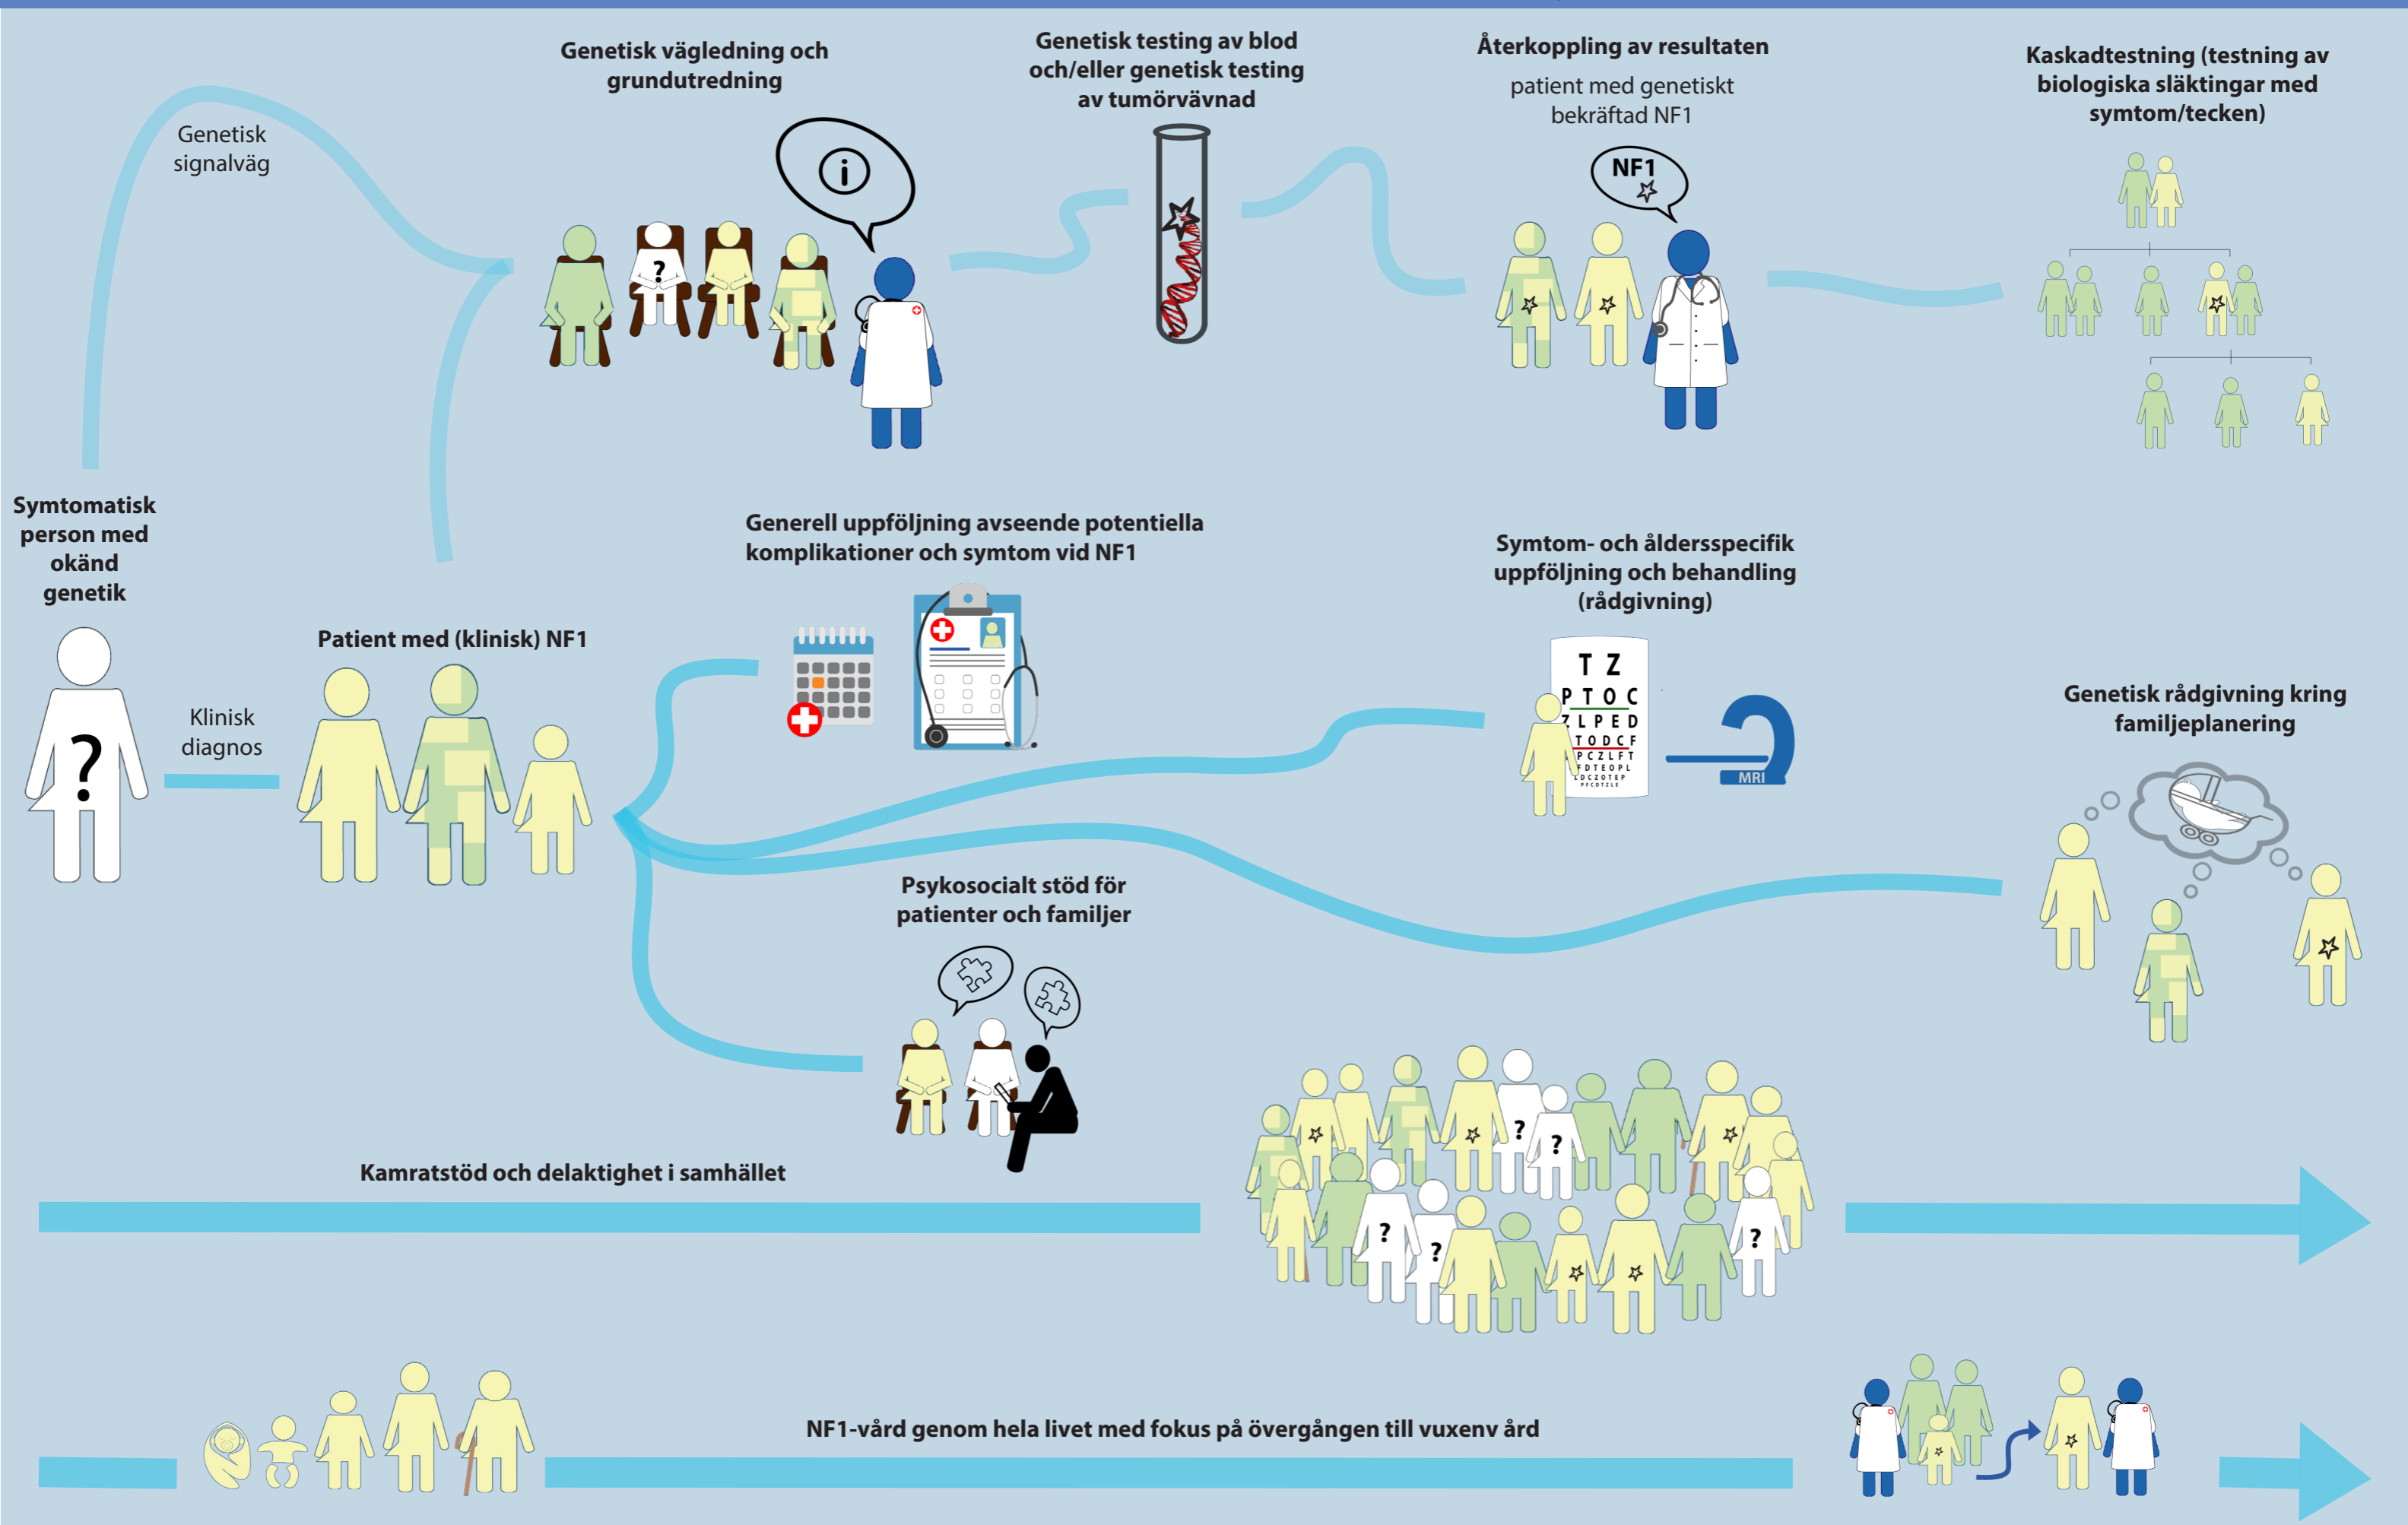 Genetisk vägledning och
grundutredning
Genetisk testing av blod
och/eller genetisk testing
av tumörvävnad
Återkoppling av resultaten
patient med genetiskt
bekräftad NF1
Kaskadtestning (testning av
biologiska släktingar med
symtom/tecken)
Genetisk
signalväg
i
NF1
?
Symtomatisk
person med
okänd
genetik
?
Klinisk
diagnos
Patient med (klinisk) NF1
Generell uppföljning avseende potentiella
komplikationer och symtom vid NF1
Symtom- och åldersspecifik
uppföljning och behandling
(rådgivning)
T Z
P T O C
Z L P E D
T O D C F
P C Z L F T
F D T E O P L
L D C Z O T E P
P F C O T Z L E
MRI
Genetisk rådgivning kring
familjeplanering
Psykosocialt stöd för
patienter och familjer
Kamratstöd och delaktighet i samhället
?
?
?
?
?
NF1-vård genom hela livet med fokus på övergången till vuxenv ård